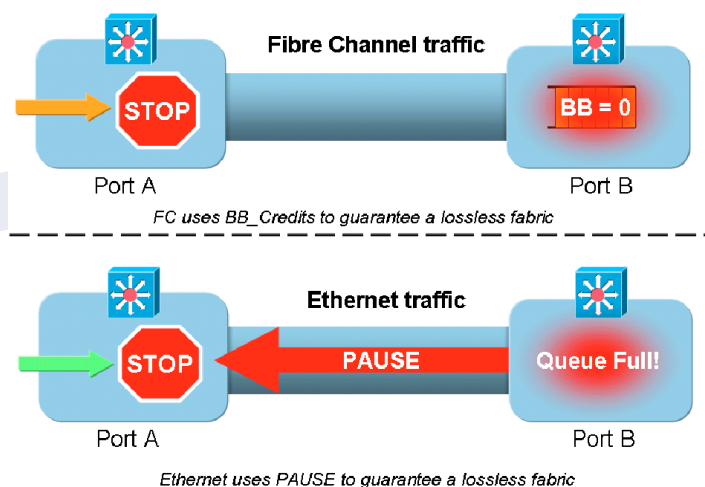 Fibre Channel traffic
STOP
BB = 0
Port A
Port B
FC uses BB_Credits to guarantee a lossless fabric
Ethernet traffic
STOP
PAUSE
Queue Full!
Port A
Port B
Ethernet uses PAUSE to guarantee a lossless fabric